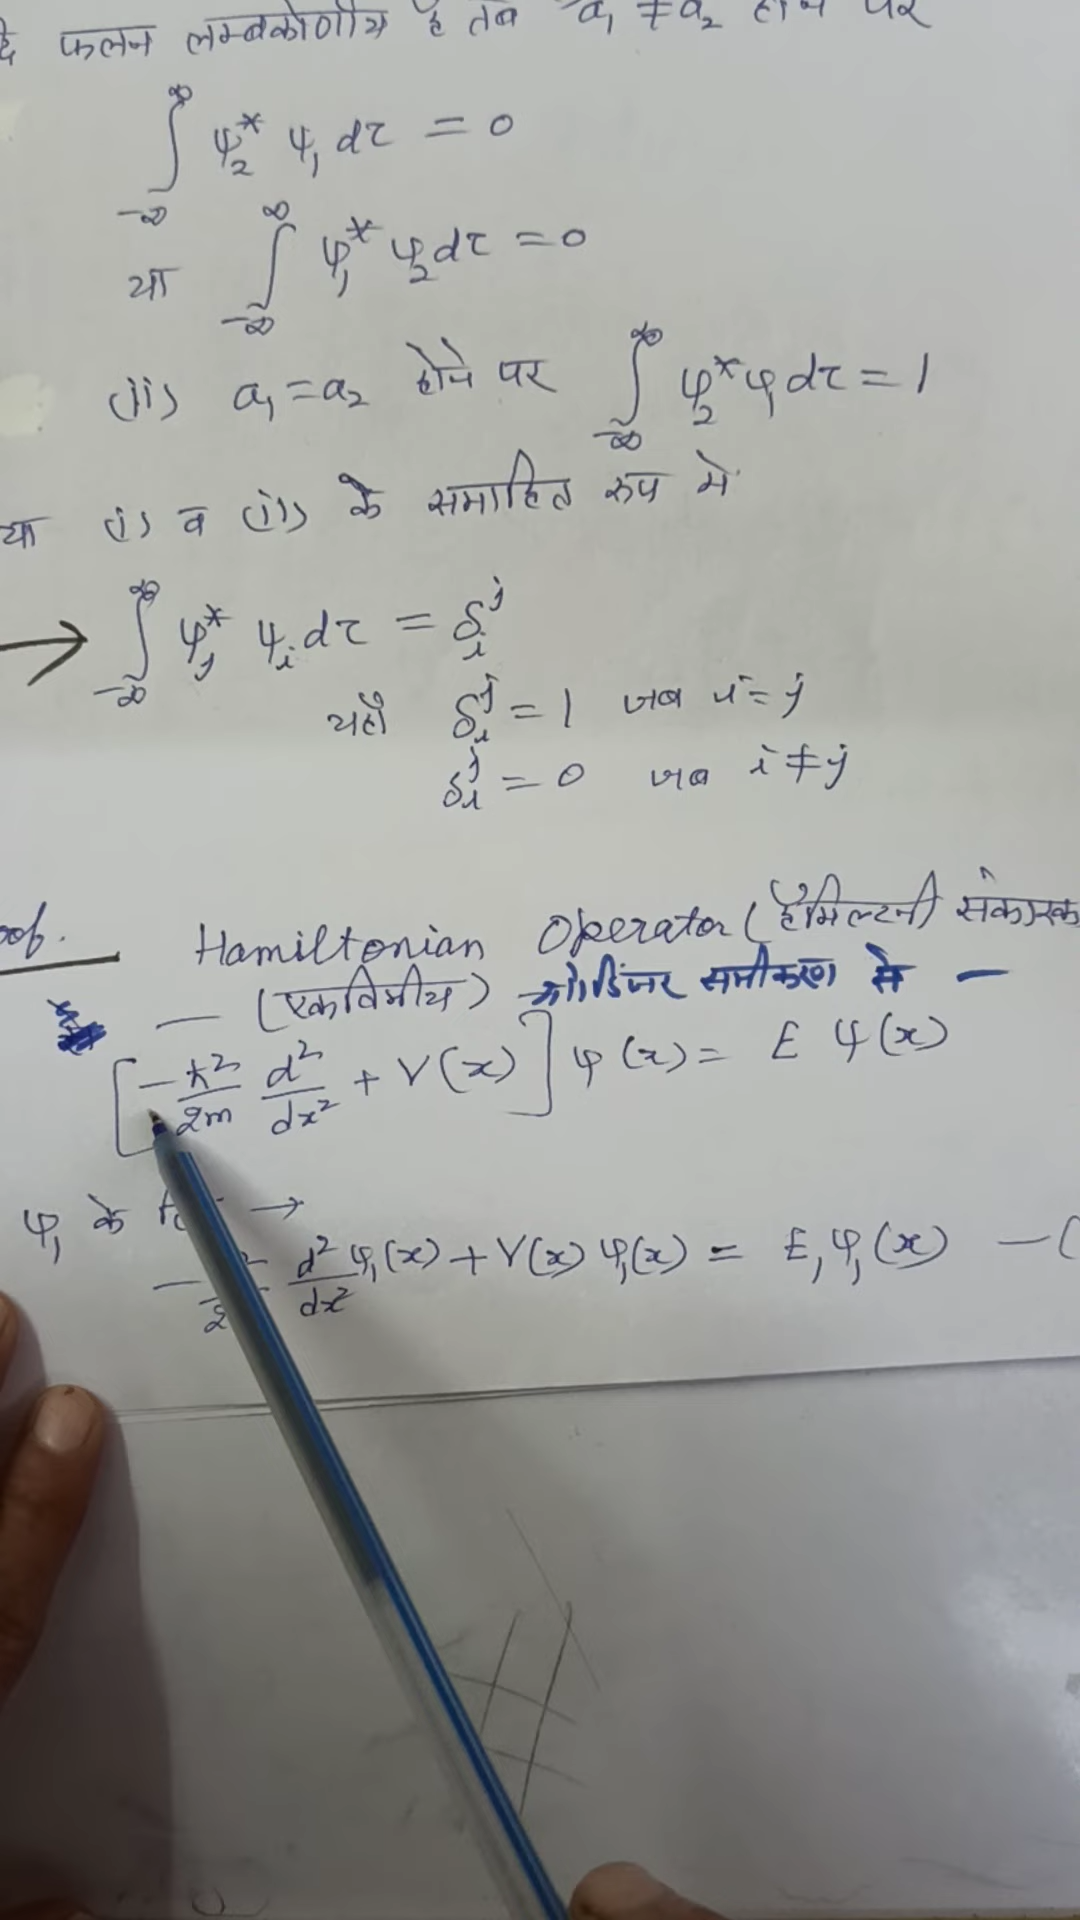 फलन लम्बकोणीय है तब a₁ ≠ a₂ होने पर
∫_{-∞}^{∞} ψ₂* ψ₁ dτ = 0
या ∫_{-∞}^{∞} ψ₁* ψ₂ dτ = 0
(ii) a₁ = a₂ होने पर ∫_{-∞}^{∞} ψ₂* ψ₁ dτ = 1
या (i) व (ii) के समाहित रुप में
→ ∫_{-∞}^{∞} ψⱼ* ψᵢ dτ = δᵢʲ
यहाँ δᵢʲ = 1 जब i = j
δᵢʲ = 0 जब i ≠ j
Hamiltonian Operator (हैमिल्टनी संकारक
— (एकविमीय) श्रोडिंजर समीकरण से —
[-ħ²/2m d²/dx² + V(x)] ψ(x) = E ψ(x)
ψ₁ के →
d²/dx² ψ₁(x) + V(x) ψ₁(x) = E₁ ψ₁(x) — (